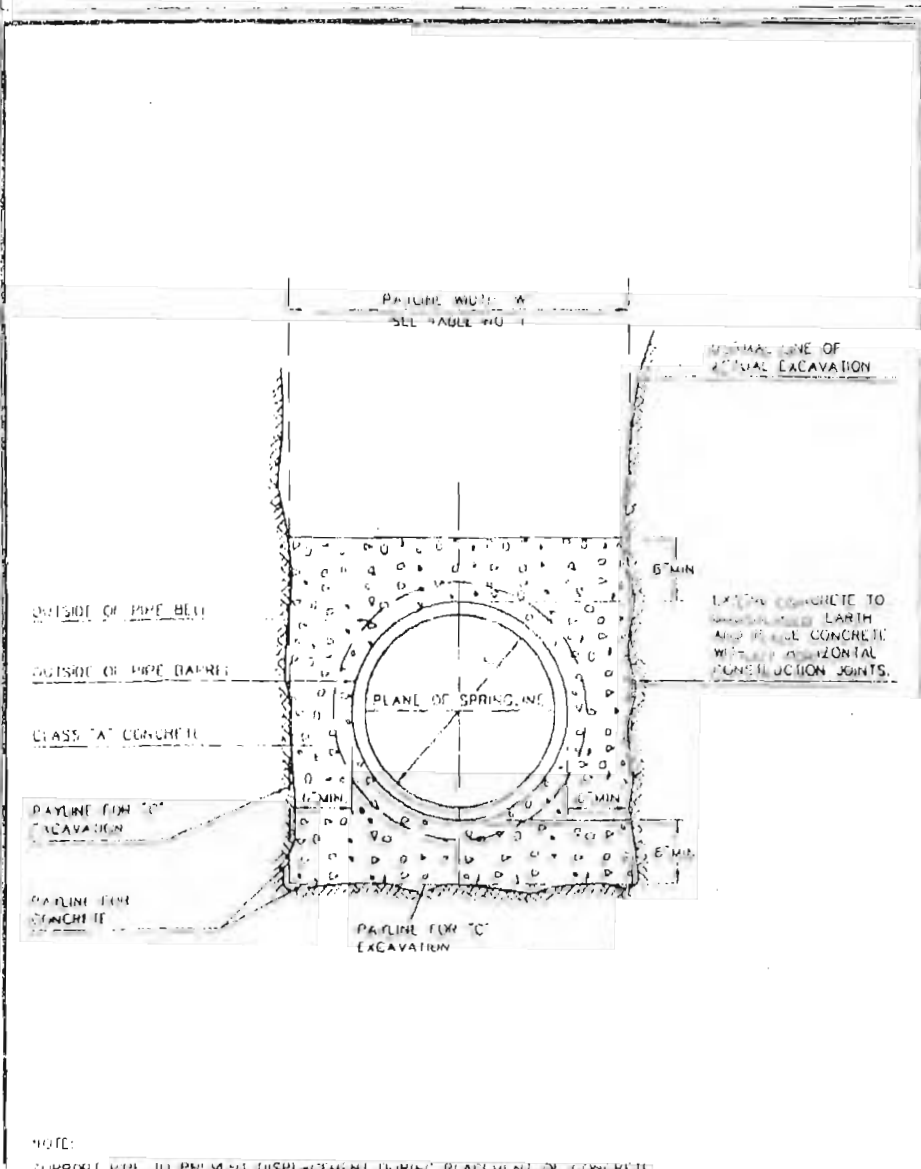 PAYLINE WIDTH W
SEE TABLE NO 1
LINE OF
ACTUAL EXCAVATION
6" MIN
OUTSIDE OF PIPE BELL
EXTEND CONCRETE TO
EARTH
AND PLACE CONCRETE
HORIZONTAL
CONSTRUCTION JOINTS.
OUTSIDE OF PIPE BARREL
PLANE OF SPRINGLINE
CLASS "A" CONCRETE
6" MIN
6" MIN
PAYLINE FOR "C"
EXCAVATION
6" MIN
PAYLINE FOR
CONCRETE
PAYLINE FOR "C"
EXCAVATION
NOTE:
SUPPORT PIPE TO PREVENT DISPLACEMENT DURING PLACEMENT OF CONCRETE